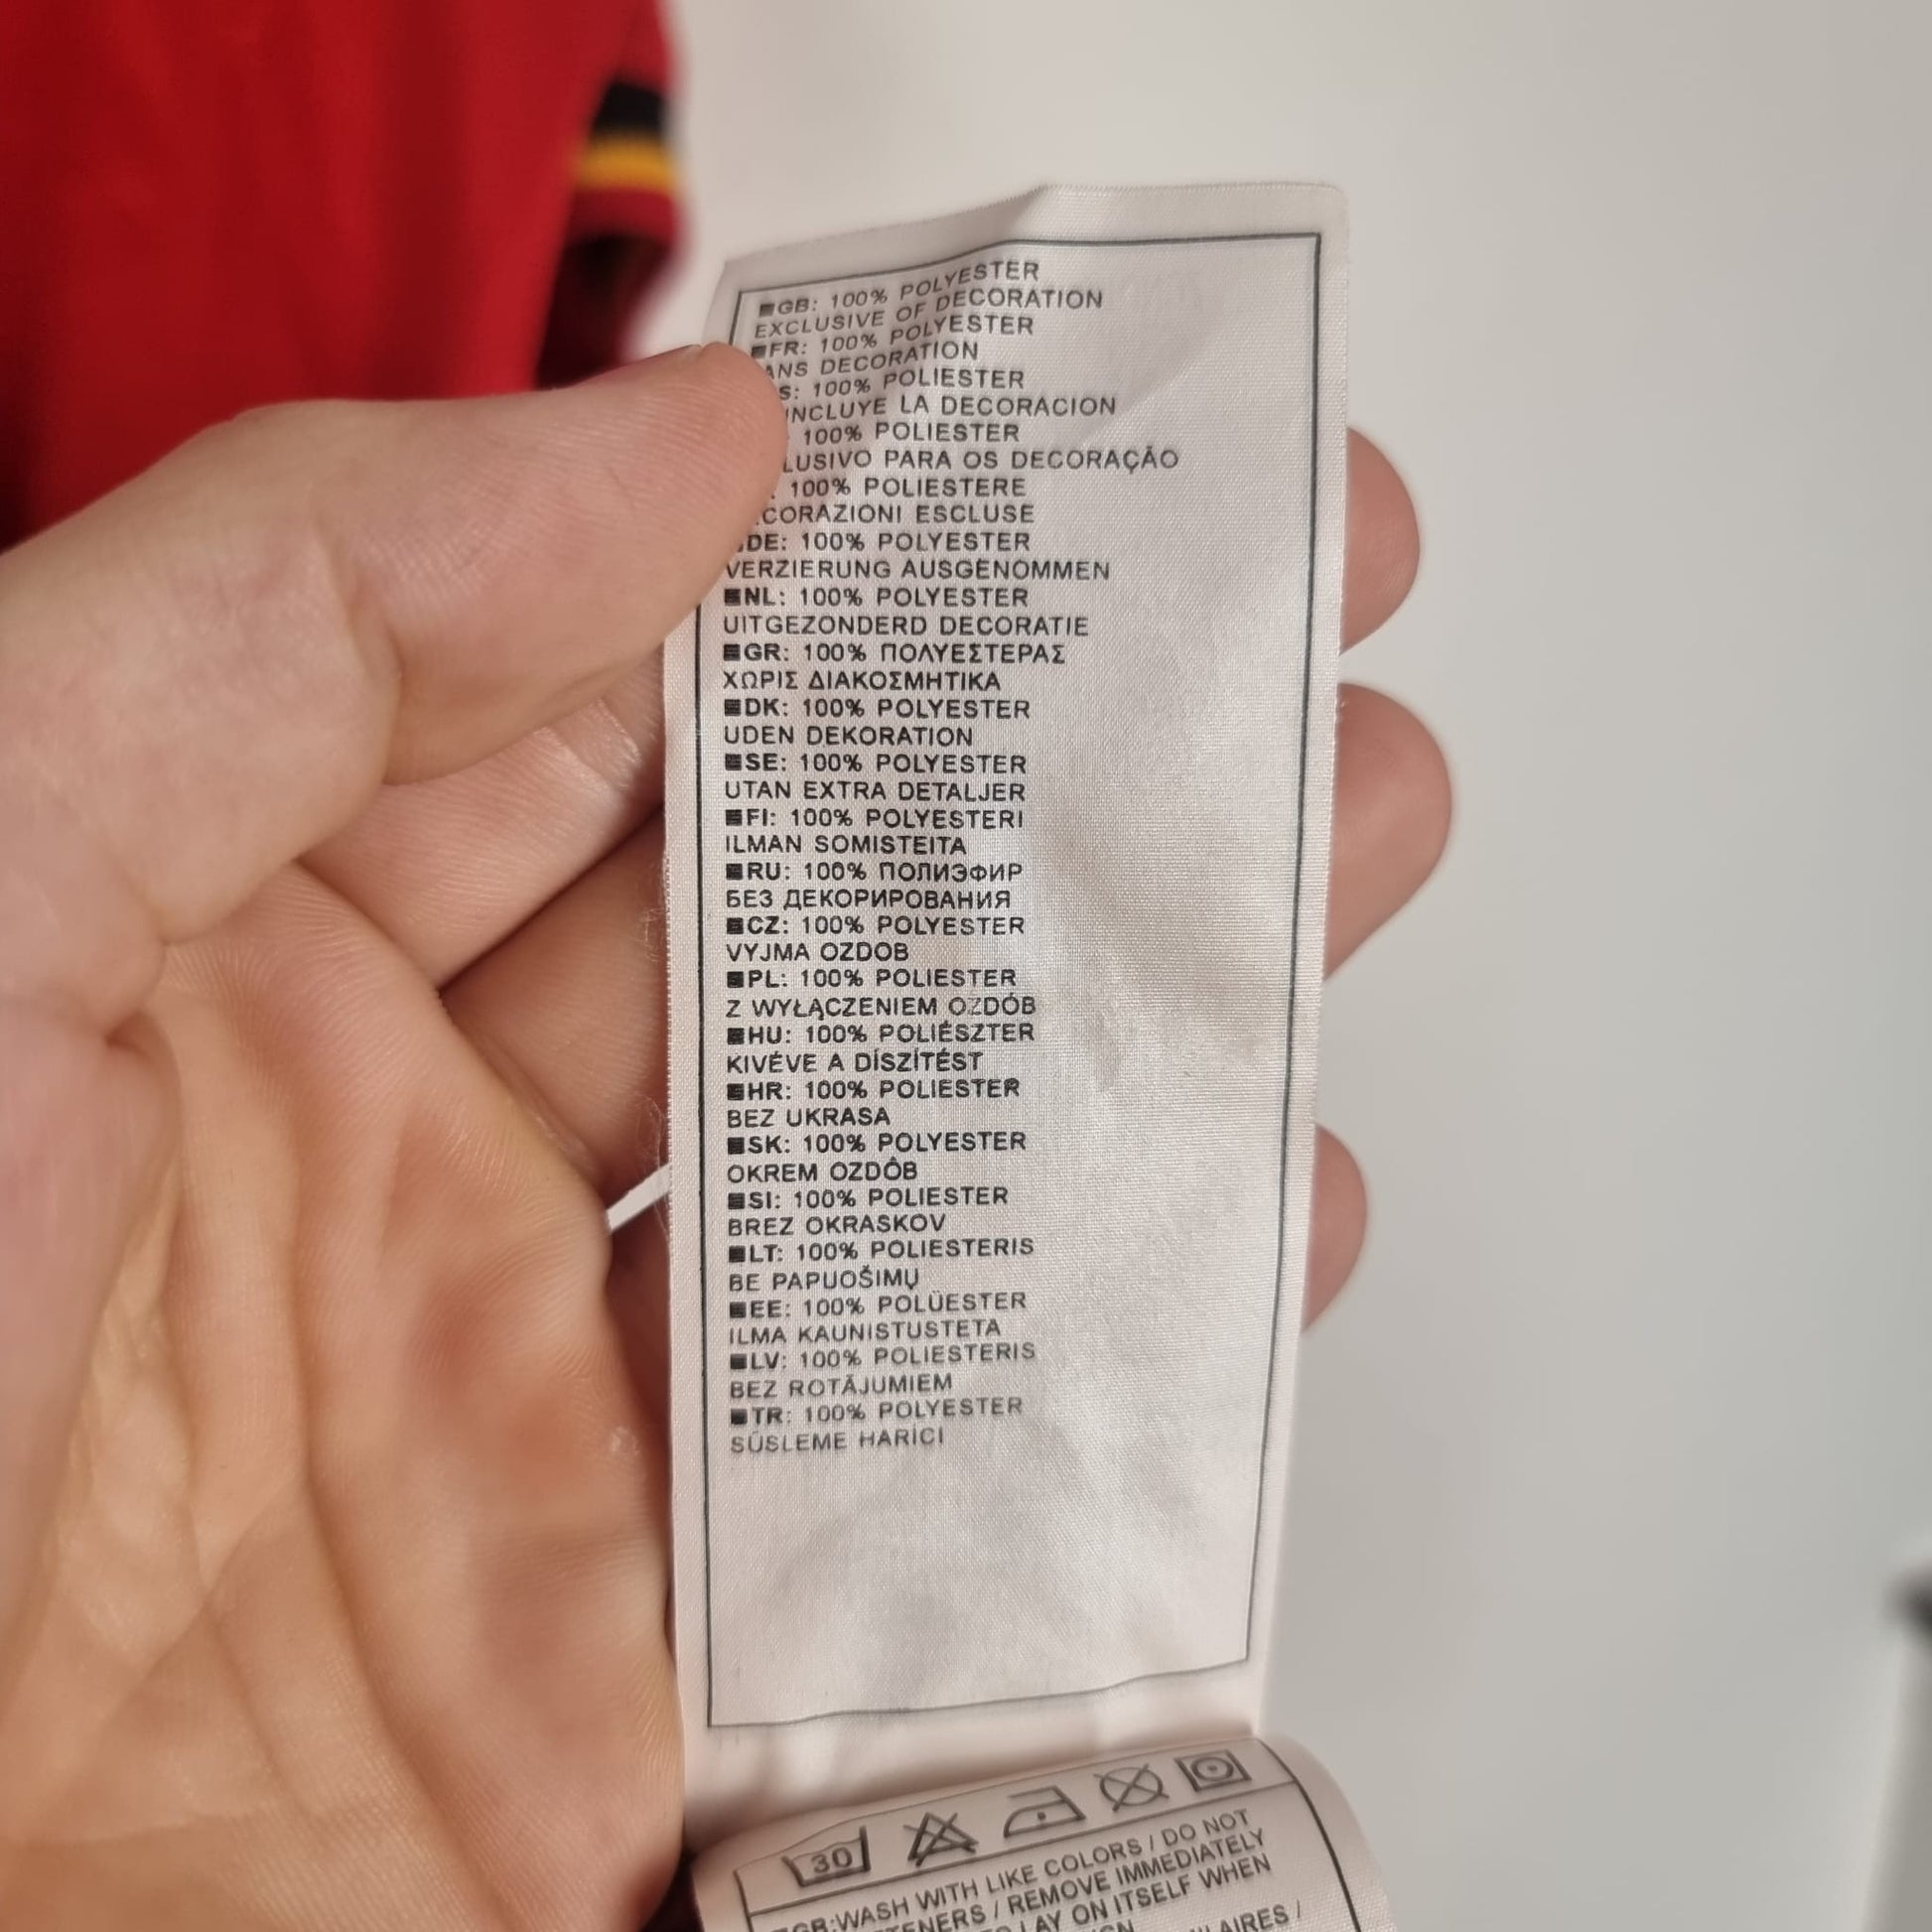 GB: 100% POLYESTER
EXCLUSIVE OF DECORATION
FR: 100% POLYESTER
DECORATION
100% POLIESTER
INCLUYE LA DECORACION
100% POLIESTER
PARA OS DECORAÇÃO
100% POLIESTERE
ESCLUSE
DE: 100% POLYESTER
VERZIERUNG AUSGENOMMEN
NL: 100% POLYESTER
UITGEZONDERD DECORATIE
GR: 100% ΠΟΛΥΕΣΤΕΡΑΣ
ΧΩΡΙΣ ΔΙΑΚΟΣΜΗΤΙΚΑ
DK: 100% POLYESTER
UDEN DEKORATION
SE: 100% POLYESTER
UTAN EXTRA DETALJER
FI: 100% POLYESTERI
ILMAN SOMISTEITA
RU: 100% ПОЛИЭФИР
БЕЗ ДЕКОРИРОВАНИЯ
CZ: 100% POLYESTER
VYJMA OZDOB
PL: 100% POLIESTER
Z WYŁĄCZENIEM OZDÓB
HU: 100% POLIÉSZTER
KIVÉVE A DÍSZÍTÉST
HR: 100% POLIESTER
BEZ UKRASA
SK: 100% POLYESTER
OKREM OZDÔB
SI: 100% POLIESTER
BREZ OKRASKOV
LT: 100% POLIESTERIS
BE PAPUOŠIMŲ
EE: 100% POLÜESTER
ILMA KAUNISTUSTETA
LV: 100% POLIESTERIS
BEZ ROTĀJUMIEM
TR: 100% POLYESTER
SÜSLEME HARİCİ
30
GB:WASH WITH LIKE COLORS / DO NOT
/ REMOVE IMMEDIATELY
LAY ON ITSELF WHEN